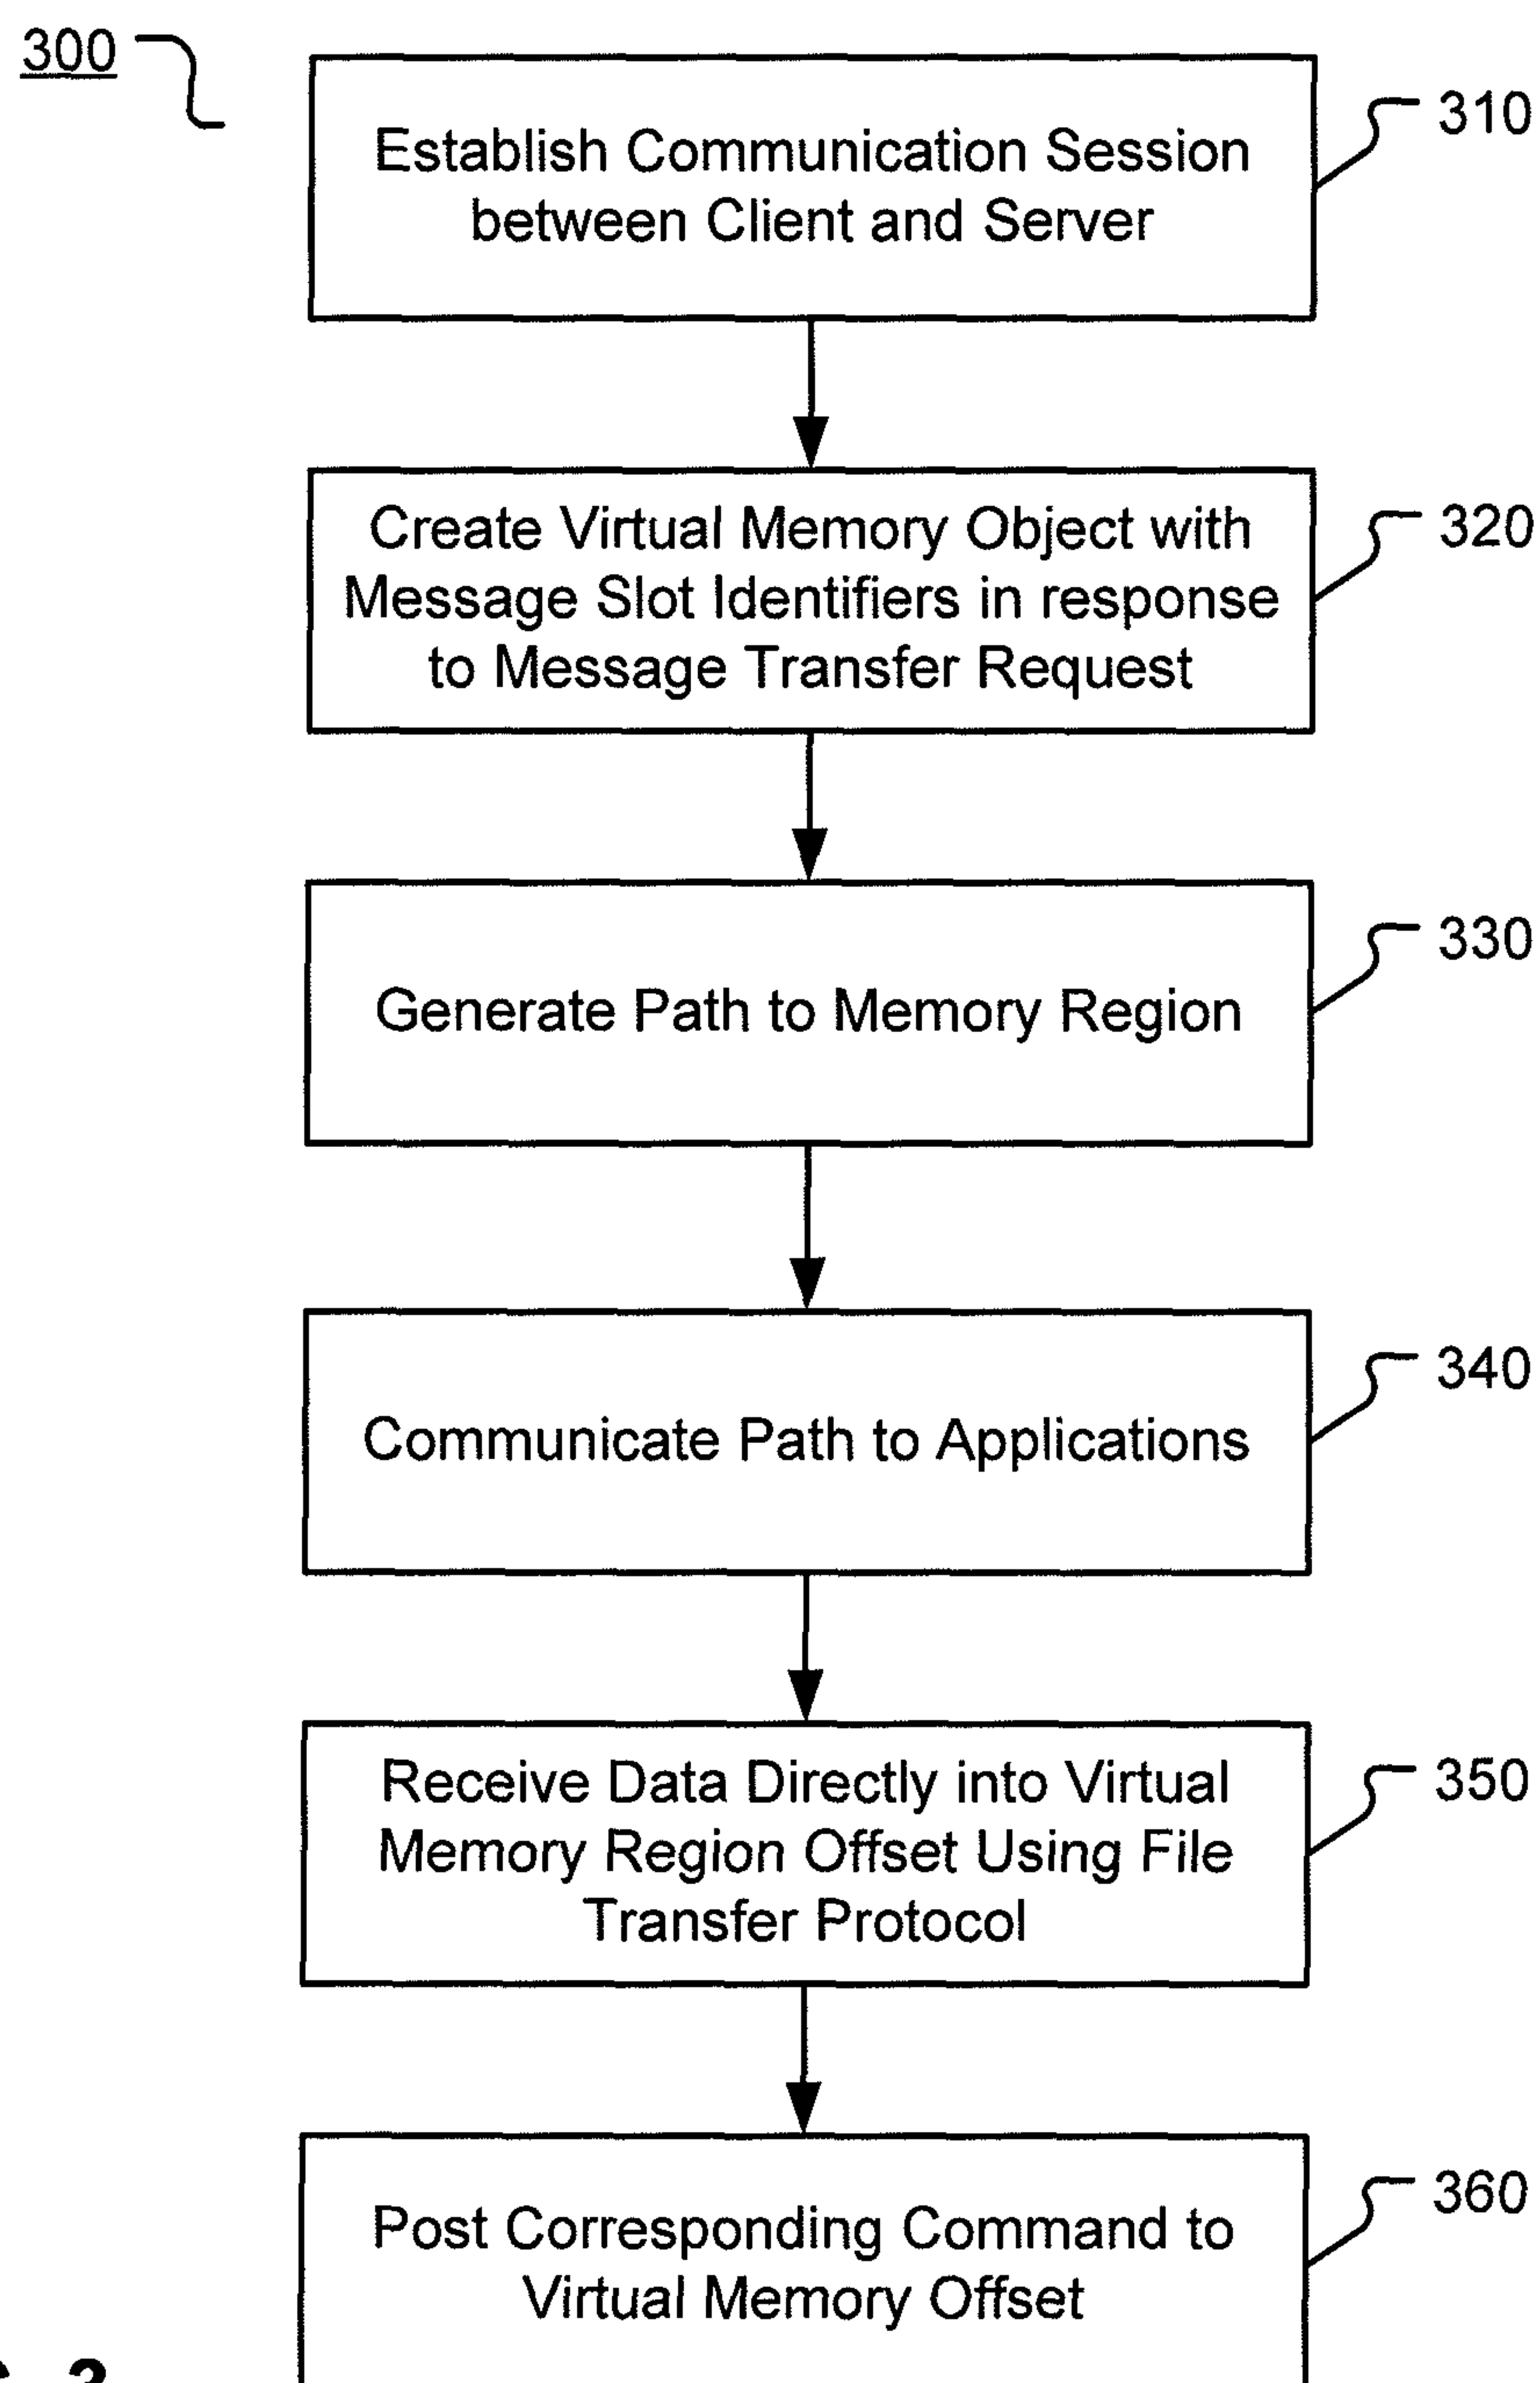 300
310
Establish Communication Session
between Client and Server
320
Create Virtual Memory Object with
Message Slot Identifiers in response
to Message Transfer Request
330
Generate Path to Memory Region
340
Communicate Path to Applications
350
Receive Data Directly into Virtual
Memory Region Offset Using File
Transfer Protocol
360
Post Corresponding Command to
Virtual Memory Offset